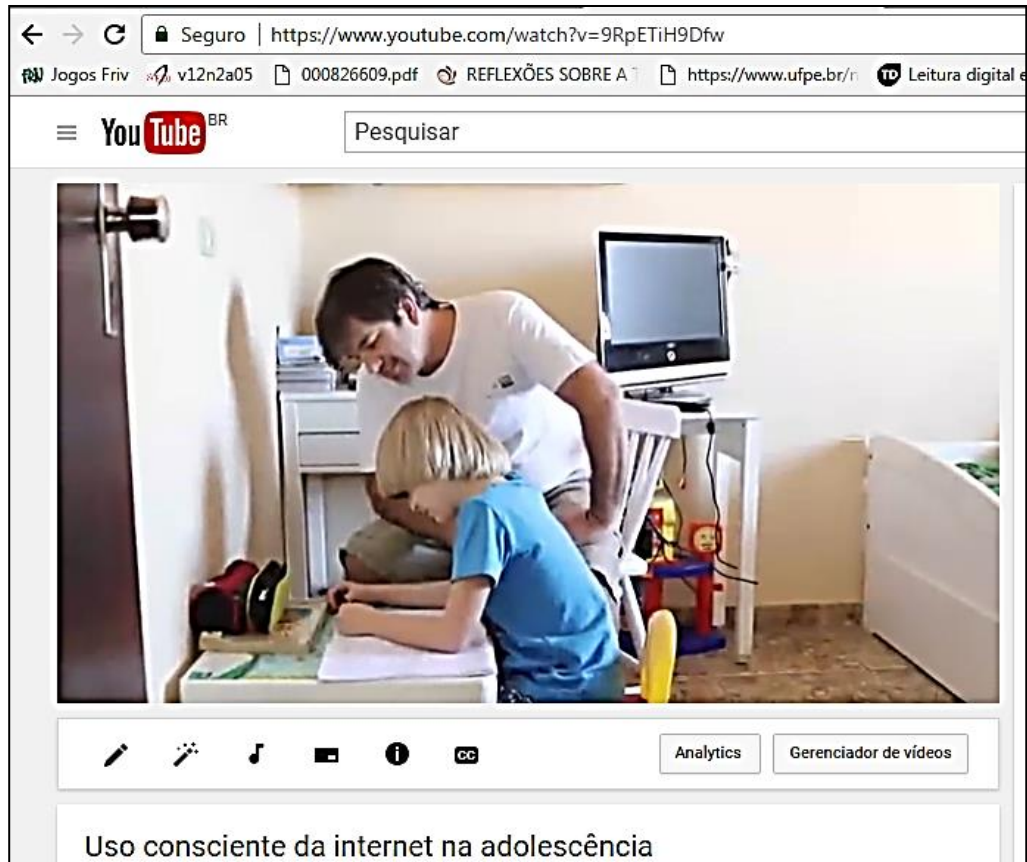 Seguro | https://www.youtube.com/watch?v=9RpETiH9Dfw
Jogos Friv v12n2a05 000826609.pdf REFLEXÕES SOBRE A https://www.ufpe.br/ Leitura digital e
YouTube BR Pesquisar
cc Analytics Gerenciador de vídeos
Uso consciente da internet na adolescência